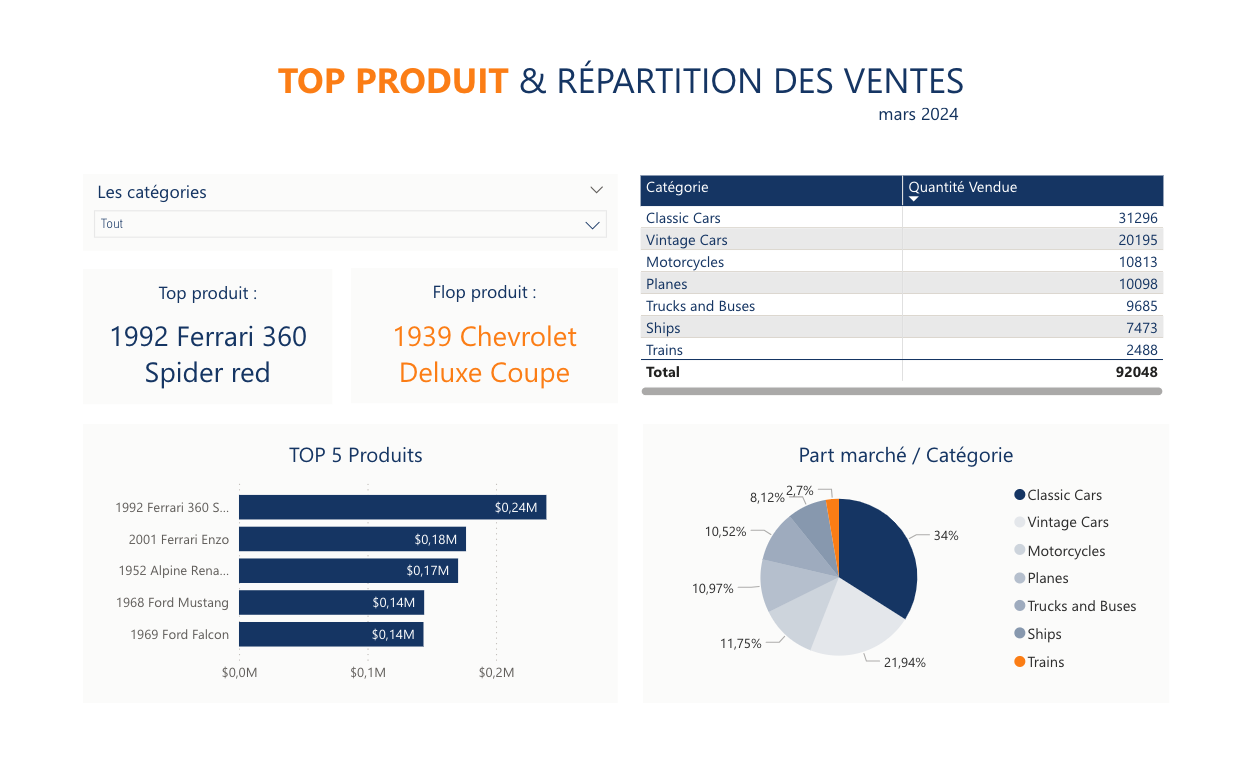 TOP PRODUIT & RÉPARTITION DES VENTES
mars 2024
Les catégories
Tout
Top produit :
1992 Ferrari 360
Spider red
Flop produit :
1939 Chevrolet
Deluxe Coupe
Catégorie Quantité Vendue
Classic Cars 31296
Vintage Cars 20195
Motorcycles 10813
Planes 10098
Trucks and Buses 9685
Ships 7473
Trains 2488
Total 92048
TOP 5 Produits
1992 Ferrari 360 S... $0,24M
2001 Ferrari Enzo $0,18M
1952 Alpine Rena... $0,17M
1968 Ford Mustang $0,14M
1969 Ford Falcon $0,14M
$0,0M $0,1M $0,2M
Part marché / Catégorie
34%
21,94%
11,75%
10,97%
10,52%
8,12%
2,7%
Classic Cars
Vintage Cars
Motorcycles
Planes
Trucks and Buses
Ships
Trains